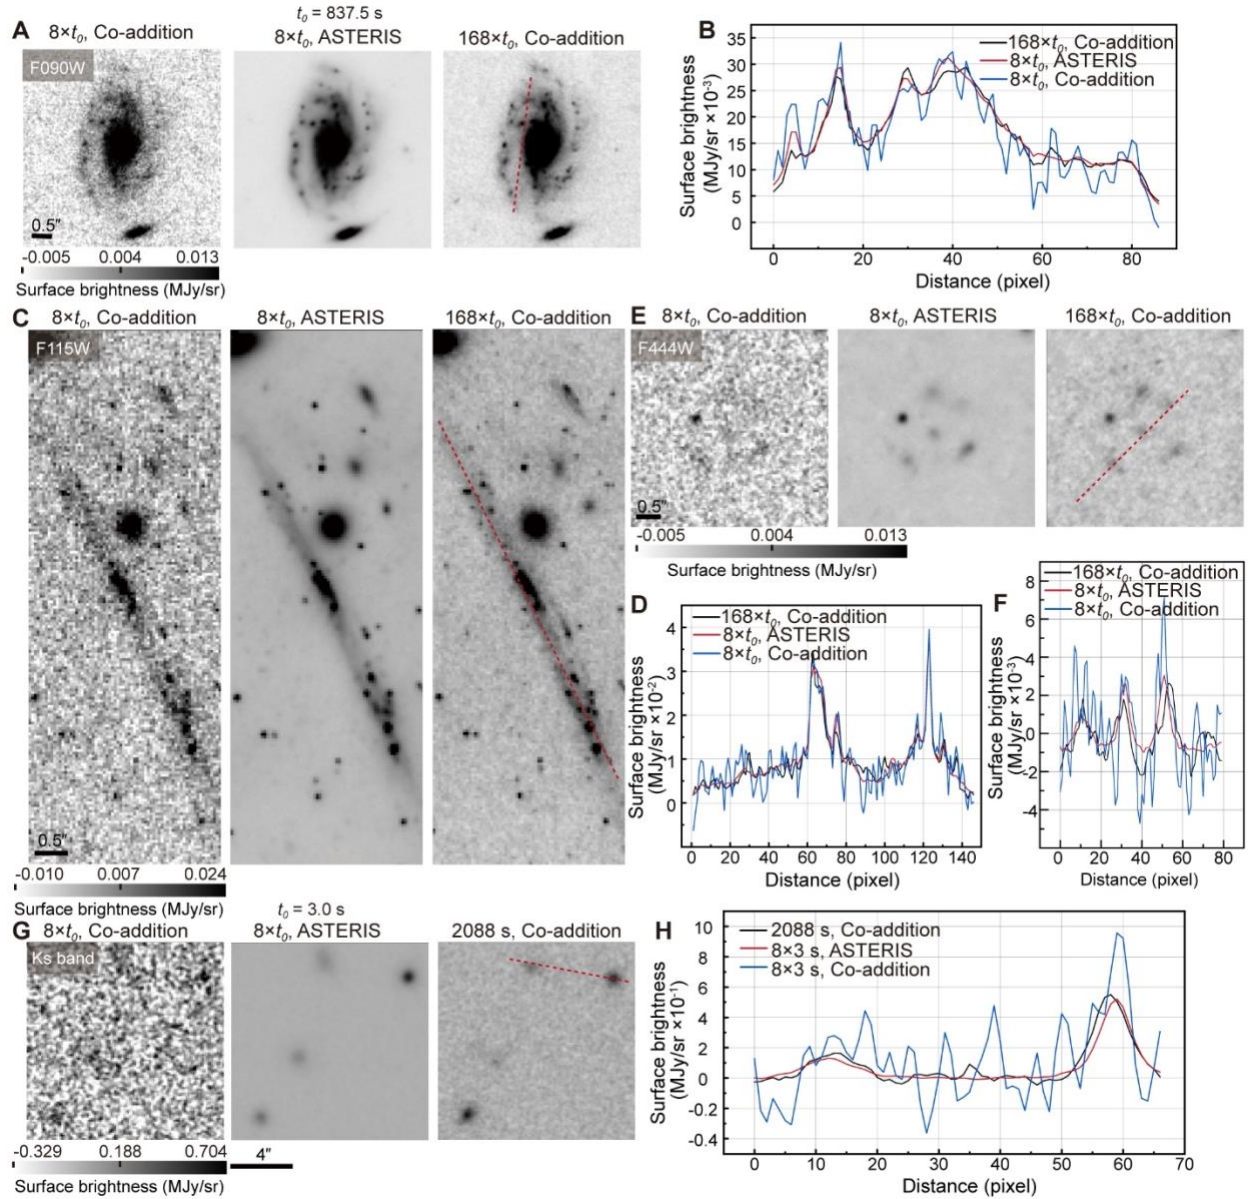 A
8×t₀, Co-addition
t₀ = 837.5 s
8×t₀, ASTERIS
168×t₀, Co-addition
F090W
0.5"
-0.005 0.004 0.013
Surface brightness (MJy/sr)
B
168×t₀, Co-addition
8×t₀, ASTERIS
8×t₀, Co-addition
35
30
25
20
15
10
5
0
Surface brightness
(MJy/sr ×10⁻³)
0 20 40 60 80
Distance (pixel)
C
8×t₀, Co-addition
8×t₀, ASTERIS
168×t₀, Co-addition
F115W
0.5"
-0.010 0.007 0.024
Surface brightness (MJy/sr)
E
8×t₀, Co-addition
8×t₀, ASTERIS
168×t₀, Co-addition
F444W
0.5"
-0.005 0.004 0.013
Surface brightness (MJy/sr)
D
168×t₀, Co-addition
8×t₀, ASTERIS
8×t₀, Co-addition
4
3
2
1
0
Surface brightness
(MJy/sr ×10⁻²)
0 20 40 60 80 100 120 140
Distance (pixel)
F
168×t₀, Co-addition
8×t₀, ASTERIS
8×t₀, Co-addition
8
6
4
2
0
-2
-4
Surface brightness
(MJy/sr ×10⁻³)
0 20 40 60 80
Distance (pixel)
G
8×t₀, Co-addition
t₀ = 3.0 s
8×t₀, ASTERIS
2088 s, Co-addition
Ks band
-0.329 0.188 0.704
Surface brightness (MJy/sr)
4"
H
2088 s, Co-addition
8×3 s, ASTERIS
8×3 s, Co-addition
10
8
6
4
2
0
-0.4
Surface brightness
(MJy/sr ×10⁻¹)
0 10 20 30 40 50 60 70
Distance (pixel)